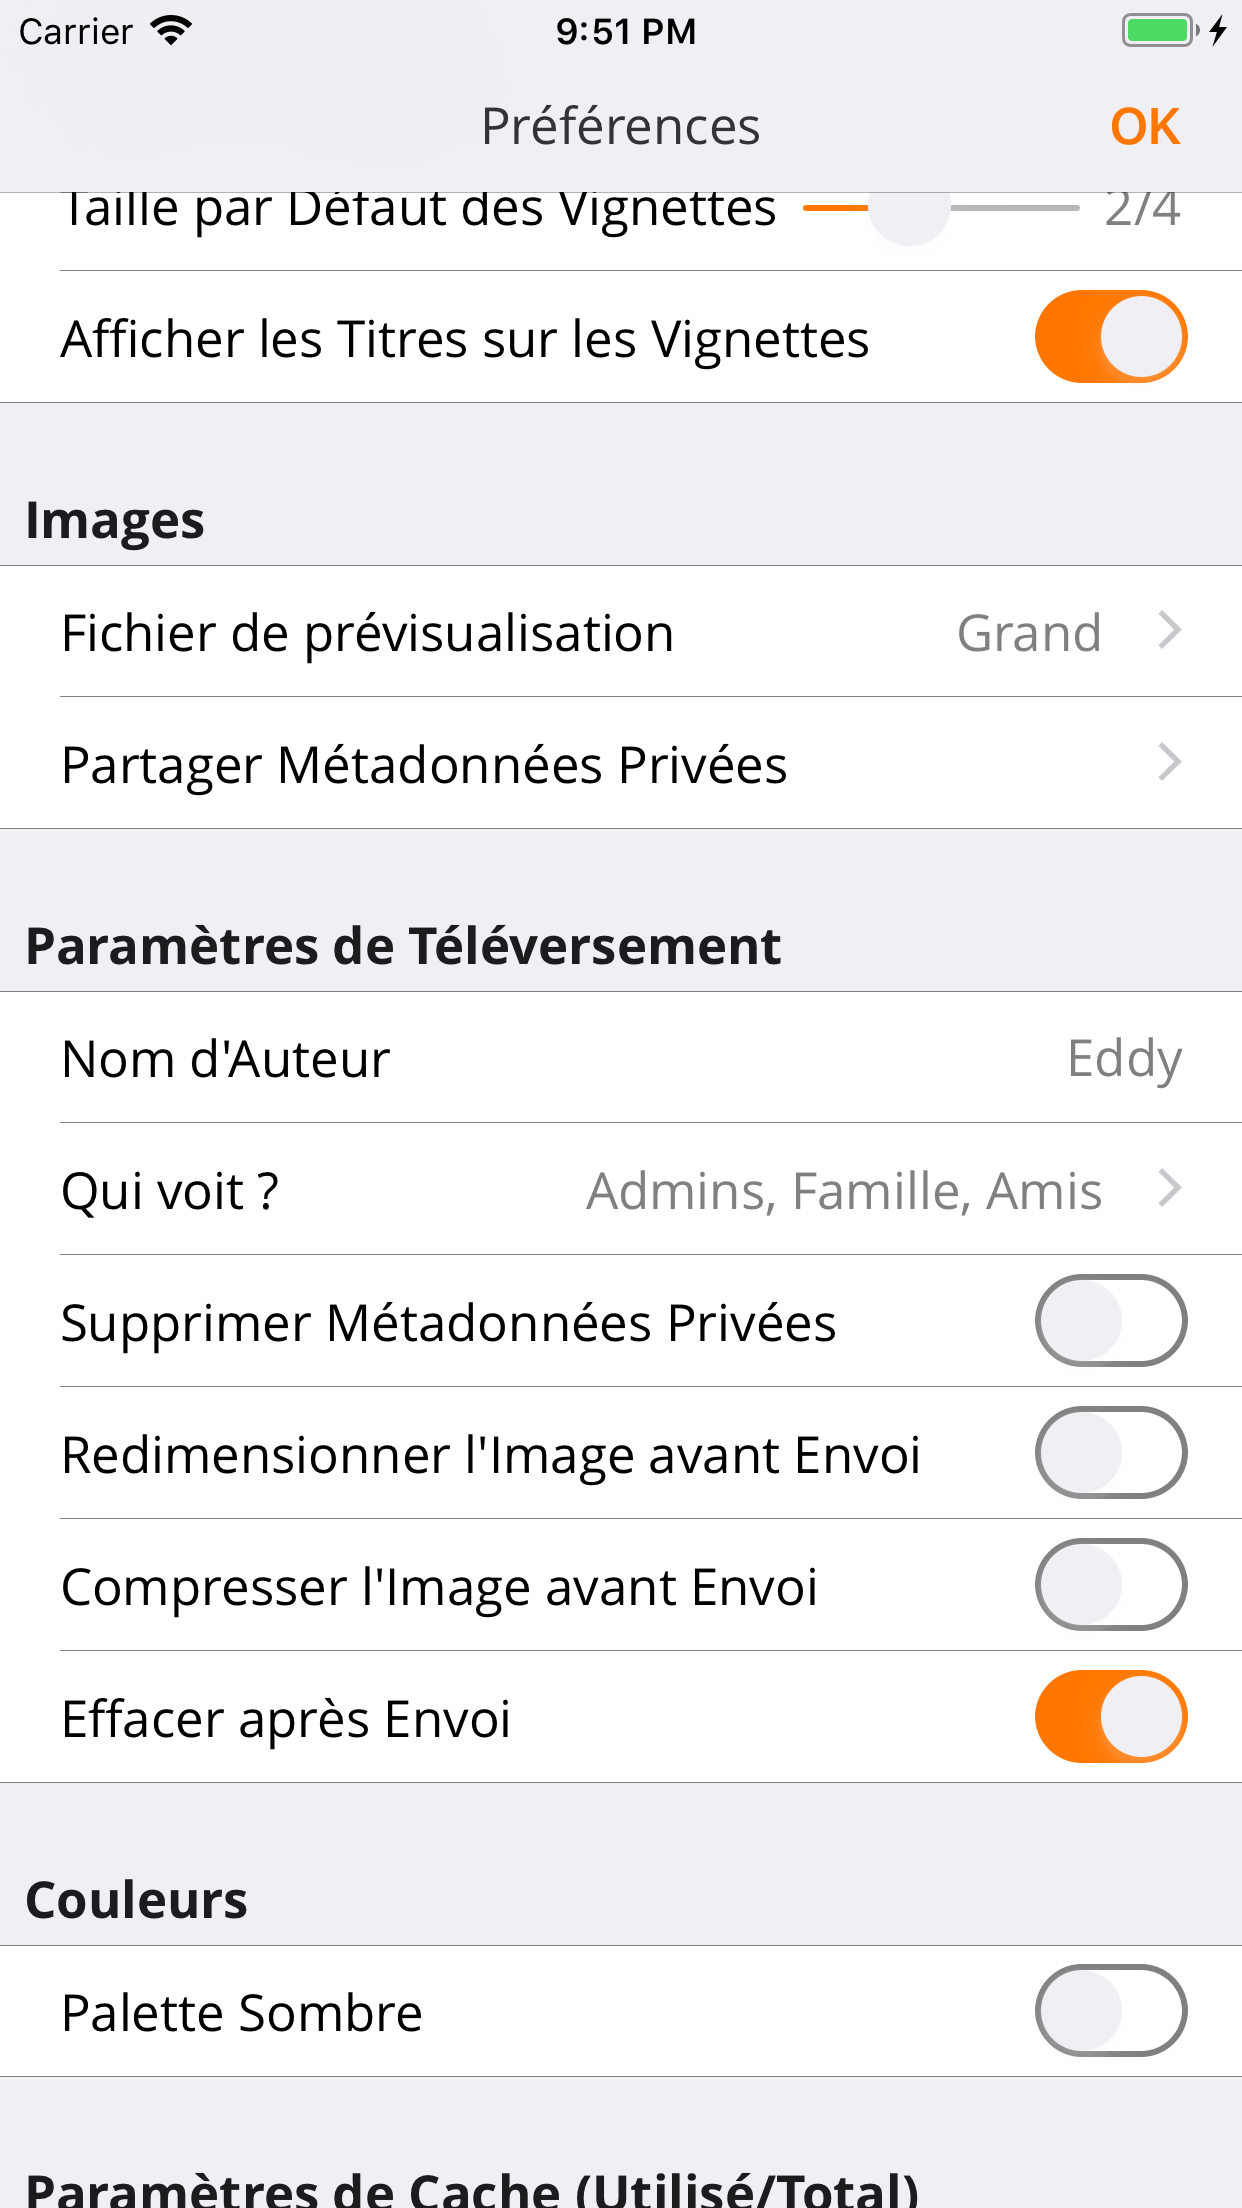 Carrier 9:51 PM
Préférences OK
Taille par Défaut des Vignettes 2/4
Afficher les Titres sur les Vignettes
Images
Fichier de prévisualisation Grand
Partager Métadonnées Privées
Paramètres de Téléversement
Nom d'Auteur Eddy
Qui voit ? Admins, Famille, Amis
Supprimer Métadonnées Privées
Redimensionner l'Image avant Envoi
Compresser l'Image avant Envoi
Effacer après Envoi
Couleurs
Palette Sombre
Paramètres de Cache (Utilisé/Total)